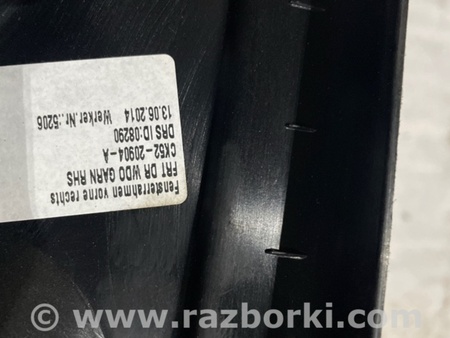 Fensterrahmen vorne rechts
FRT DR WDO GARN RHS
CX52-20904-A
DRS ID:08290
13.06.2014 Werker.Nr.:5206
© www.razborki.com